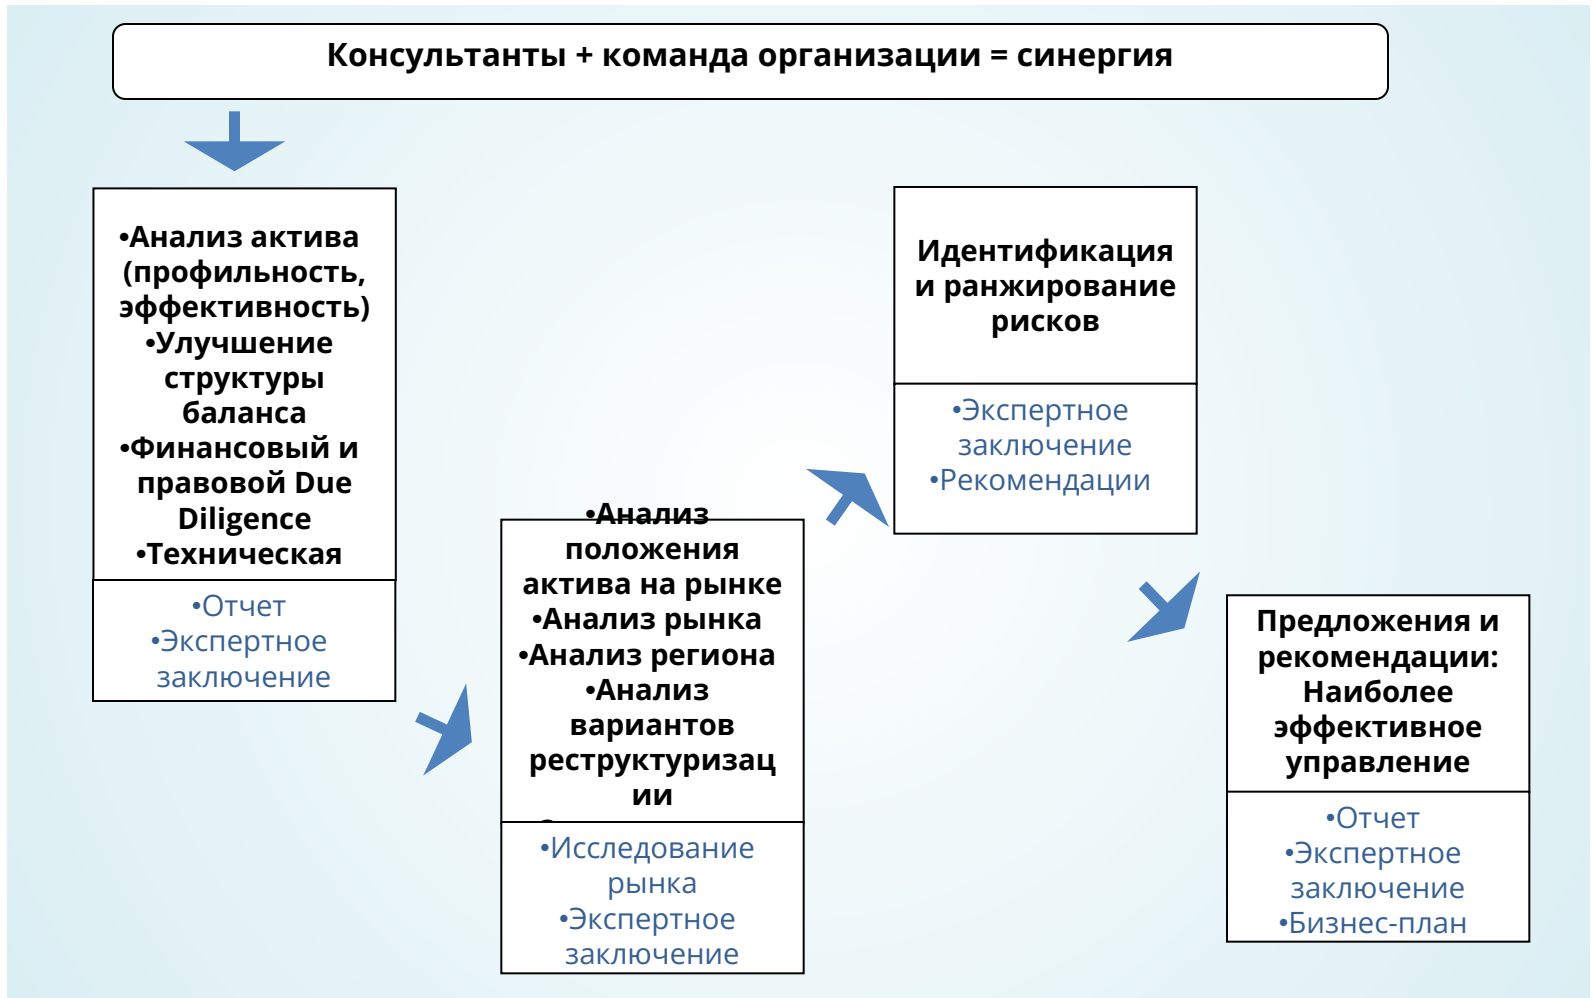 Консультанты + команда организации = синергия
•Анализ актива
(профильность,
эффективность)
•Улучшение
структуры
баланса
•Финансовый и
правовой Due
Diligence
•Техническая
•Отчет
•Экспертное
заключение
•Анализ
положения
актива на рынке
•Анализ рынка
•Анализ региона
•Анализ
вариантов
реструктуризац
ии
•Исследование
рынка
•Экспертное
заключение
Идентификация
и ранжирование
рисков
•Экспертное
заключение
•Рекомендации
Предложения и
рекомендации:
Наиболее
эффективное
управление
•Отчет
•Экспертное
заключение
•Бизнес-план